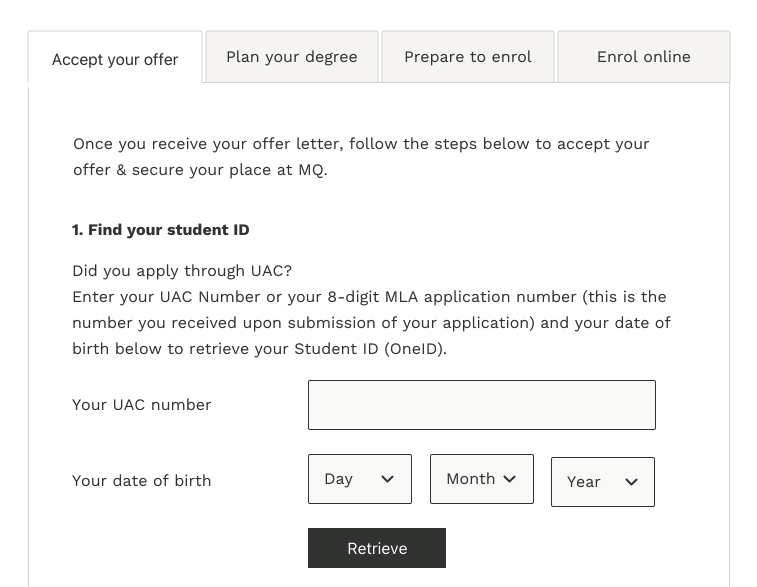 Accept your offer
Plan your degree
Prepare to enrol
Enrol online
Once you receive your offer letter, follow the steps below to accept your
offer & secure your place at MQ.
1. Find your student ID
Did you apply through UAC?
Enter your UAC Number or your 8-digit MLA application number (this is the
number you received upon submission of your application) and your date of
birth below to retrieve your Student ID (OneID).
Your UAC number
Your date of birth
Day
Month
Year
Retrieve